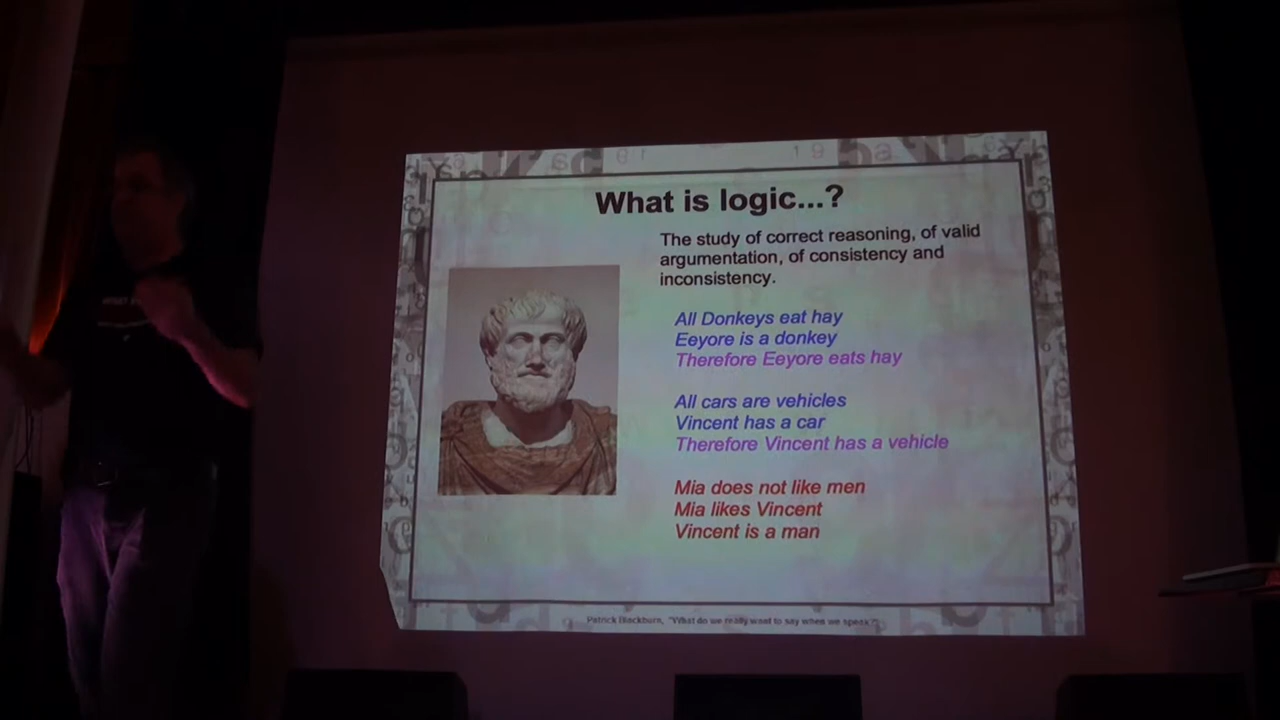 What is logic...?
The study of correct reasoning, of valid
argumentation, of consistency and
inconsistency.
All Donkeys eat hay
Eeyore is a donkey
Therefore Eeyore eats hay
All cars are vehicles
Vincent has a car
Therefore Vincent has a vehicle
Mia does not like men
Mia likes Vincent
Vincent is a man
Patrick Blackburn, "What do we really want to say when we speak?"